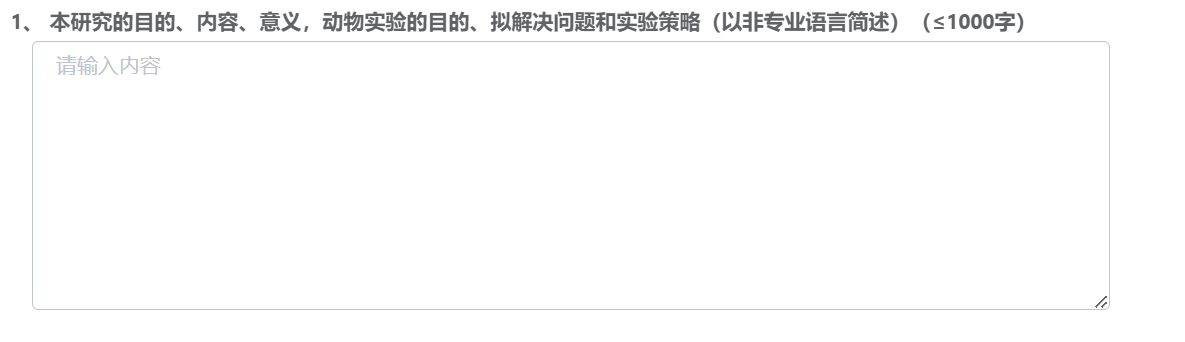 1、 本研究的目的、内容、意义，动物实验的目的、拟解决问题和实验策略（以非专业语言简述）（≤1000字）
请输入内容